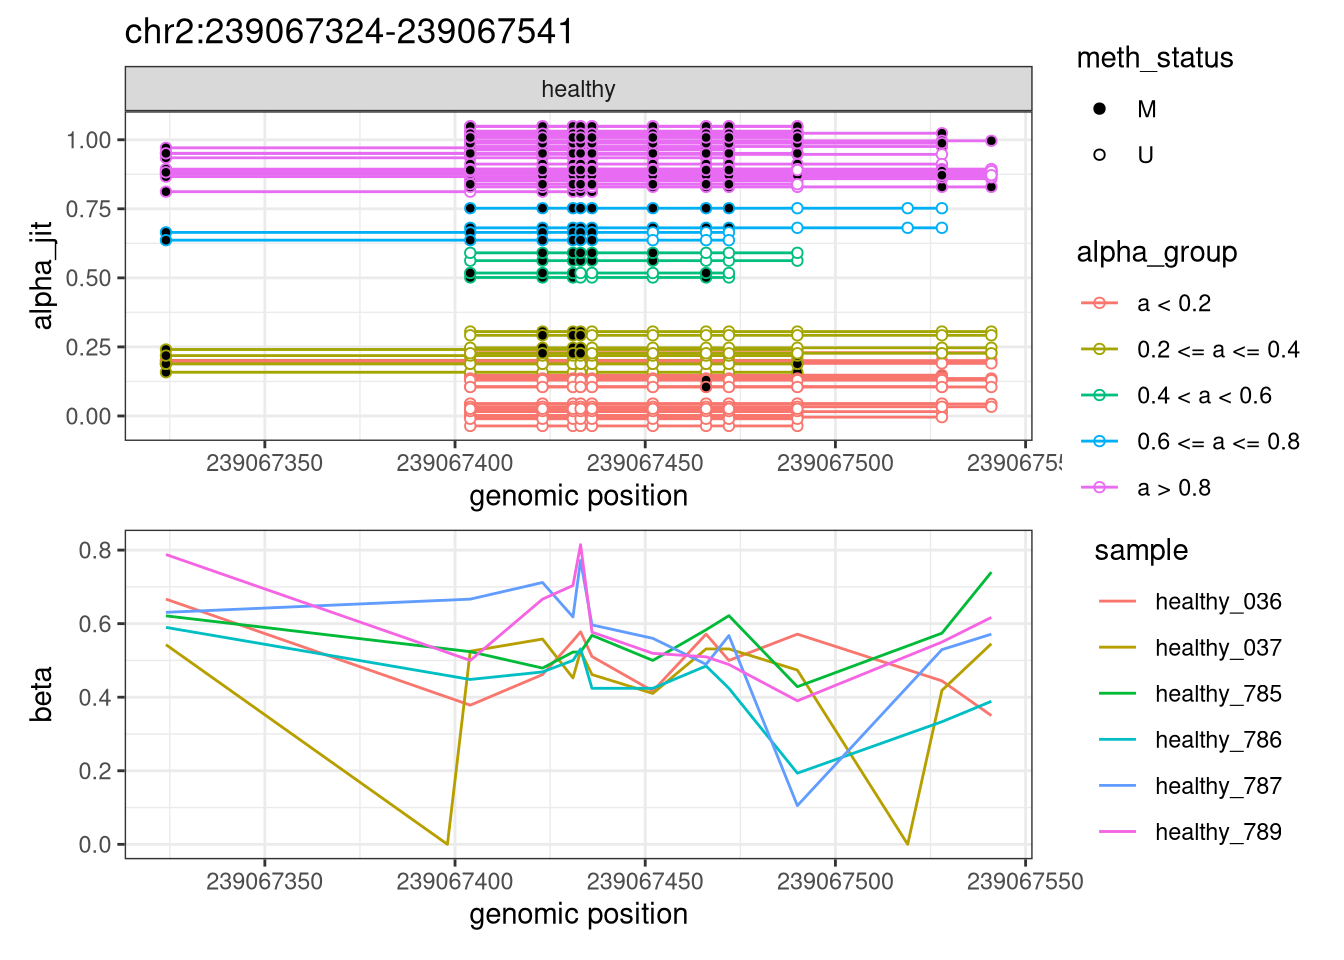 chr2:239067324-239067541
healthy
1.00
0.75
0.50
0.25
0.00
alpha_jit
239067350 239067400 239067450 239067500 23906755
genomic position
meth_status
M
U
alpha_group
a < 0.2
0.2 <= a <= 0.4
0.4 < a < 0.6
0.6 <= a <= 0.8
a > 0.8
0.8
0.6
0.4
0.2
0.0
beta
239067350 239067400 239067450 239067500 239067550
genomic position
sample
healthy_036
healthy_037
healthy_785
healthy_786
healthy_787
healthy_789